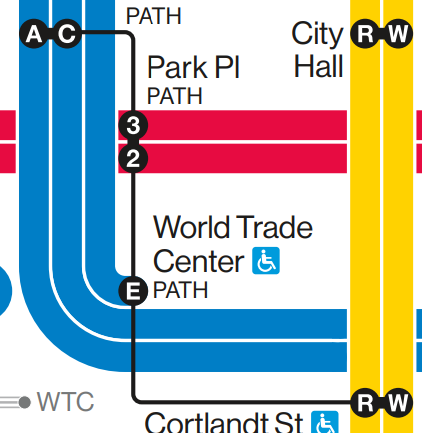 PATH
A C
City
Hall
R W
Park Pl
PATH
3
2
World Trade
Center
E PATH
WTC
R W
Cortlandt St